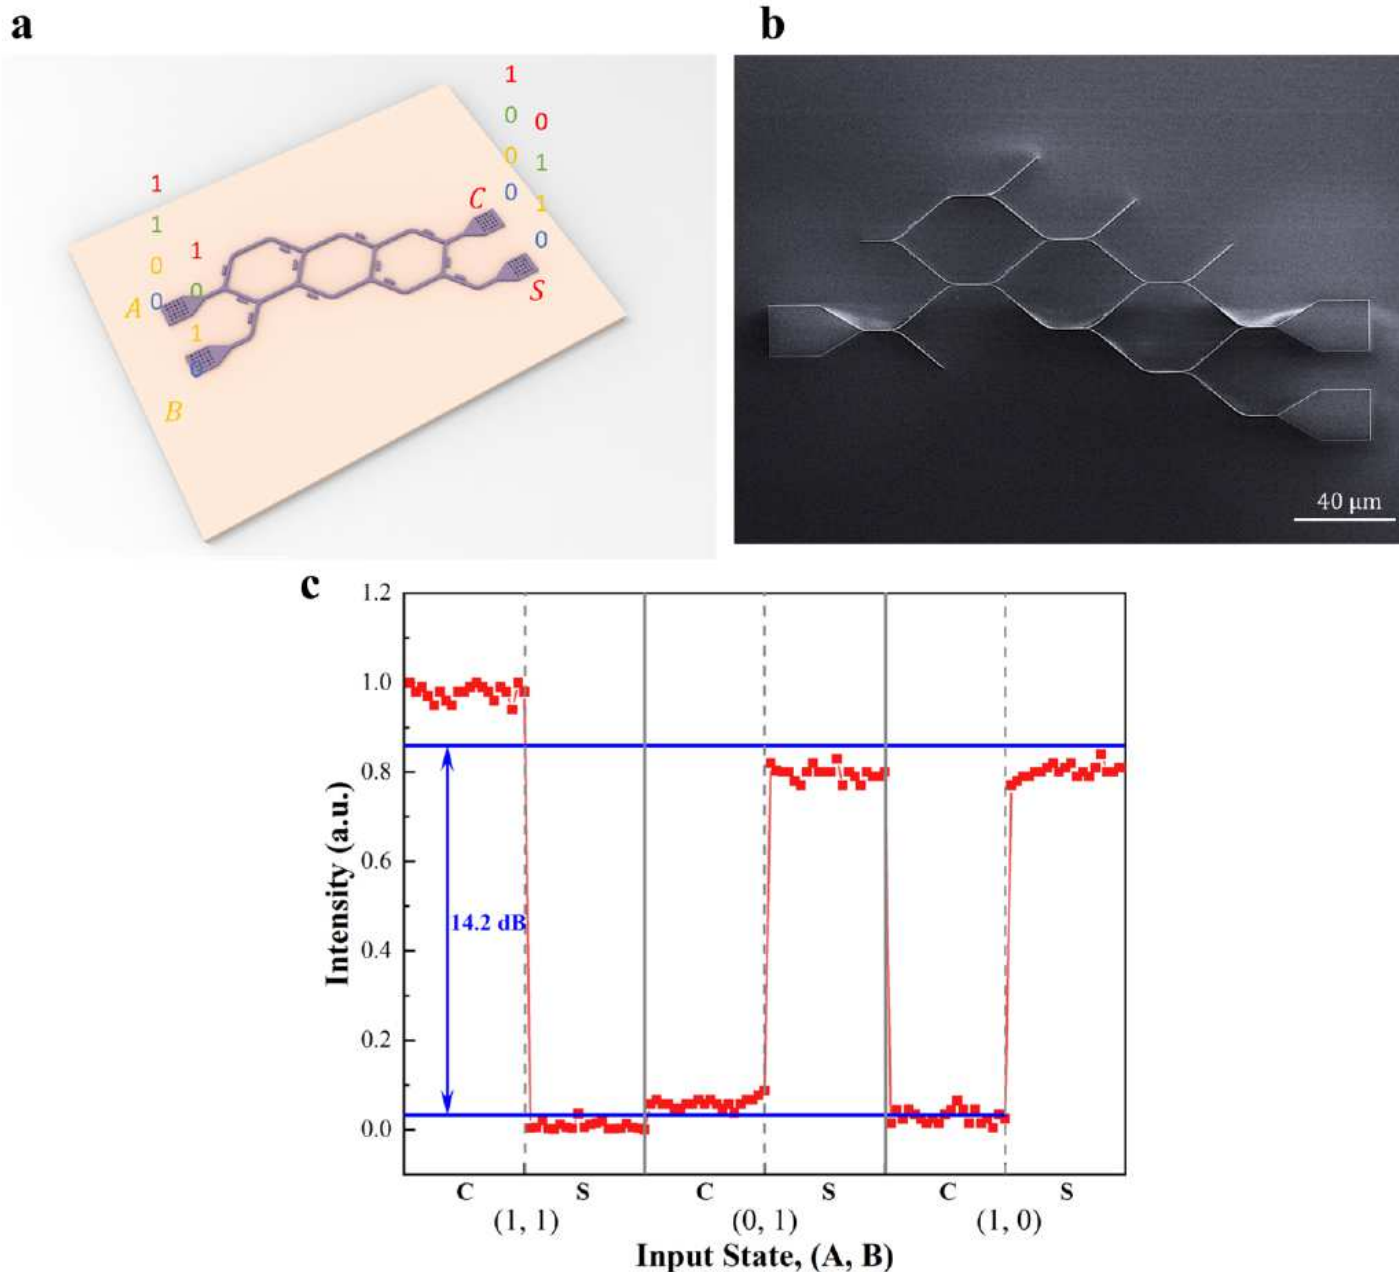 a
b
1
0 0
1
0 1
1
C
0 1
1
0
0
A 0 0
S
1
0
B
40 μm
c
1.2
1.0
0.8
0.6
0.4
0.2
0.0
Intensity (a.u.)
14.2 dB
C S C S C S
(1, 1) (0, 1) (1, 0)
Input State, (A, B)